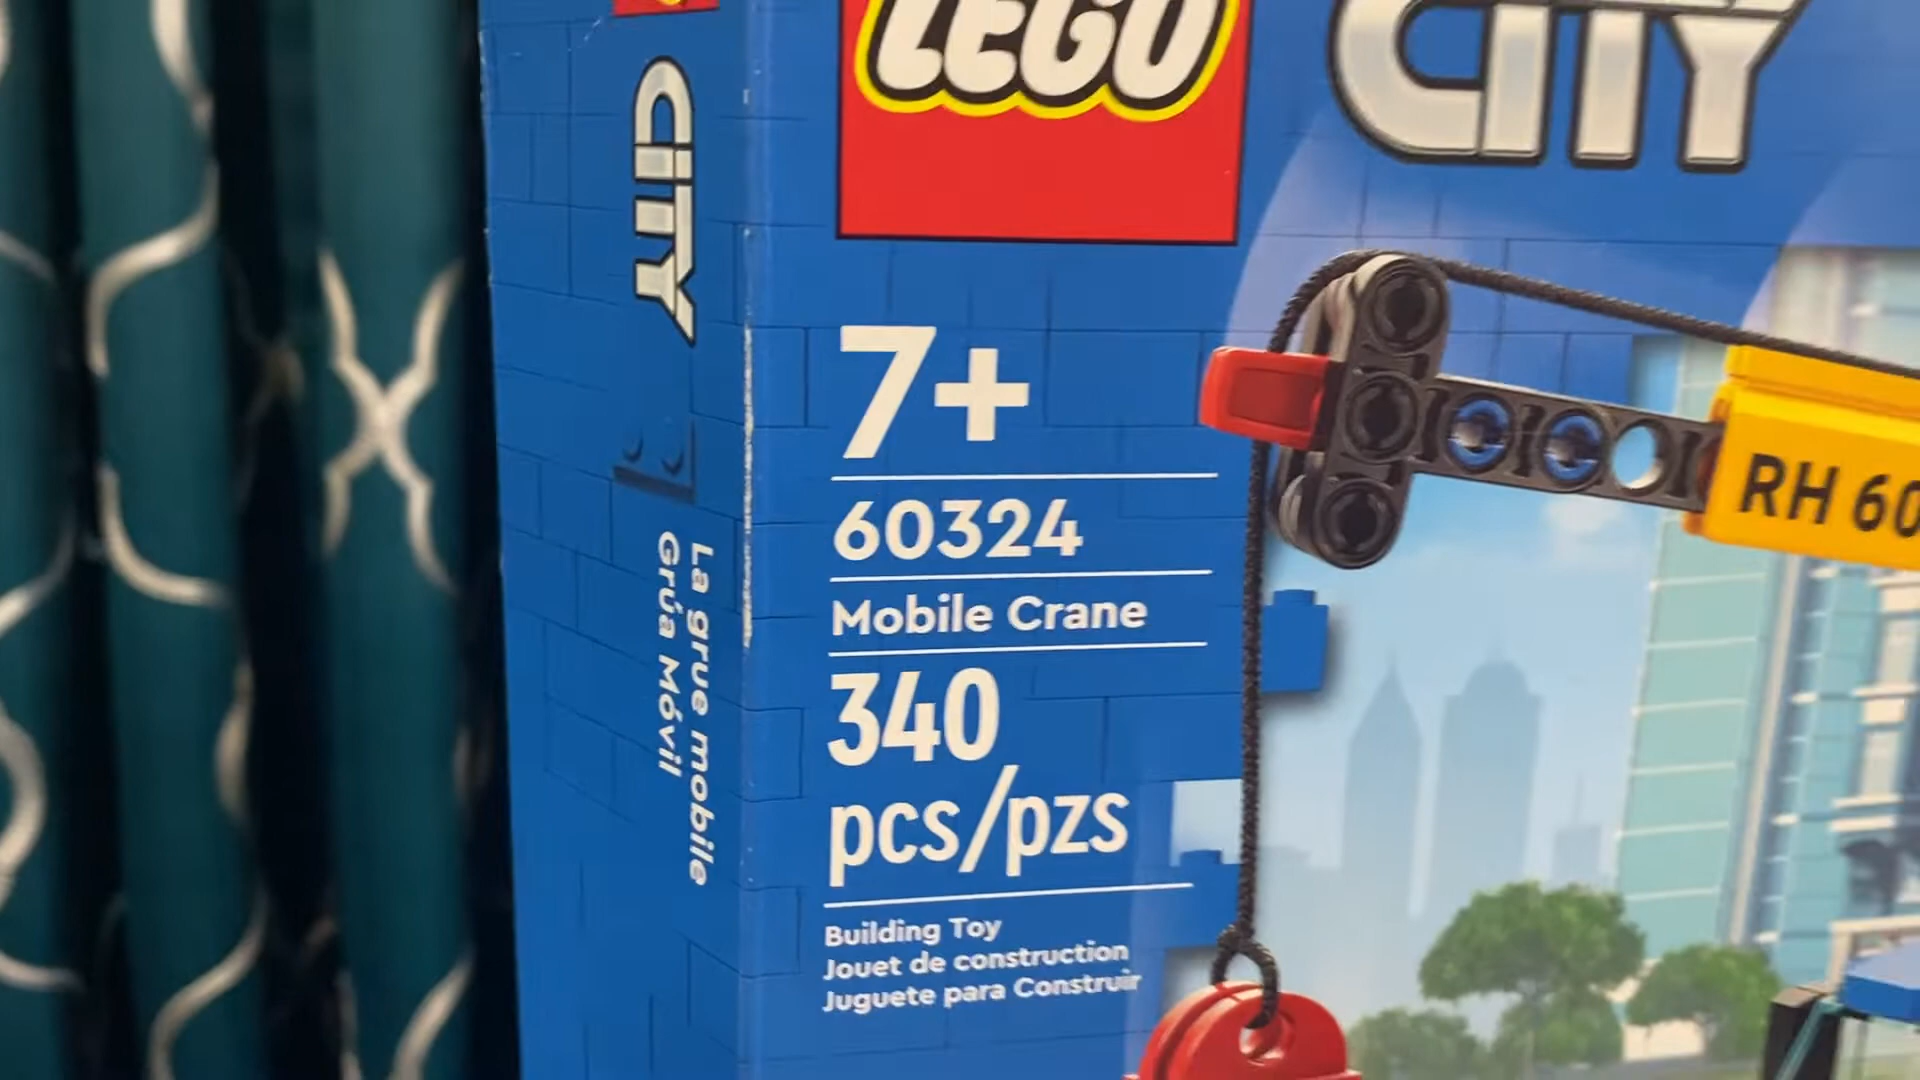 CITY
La grue mobile
Grúa Móvil
LEGO
CITY
7+
60324
Mobile Crane
340
pcs/pzs
Building Toy
Jouet de construction
Juguete para Construir
RH 60